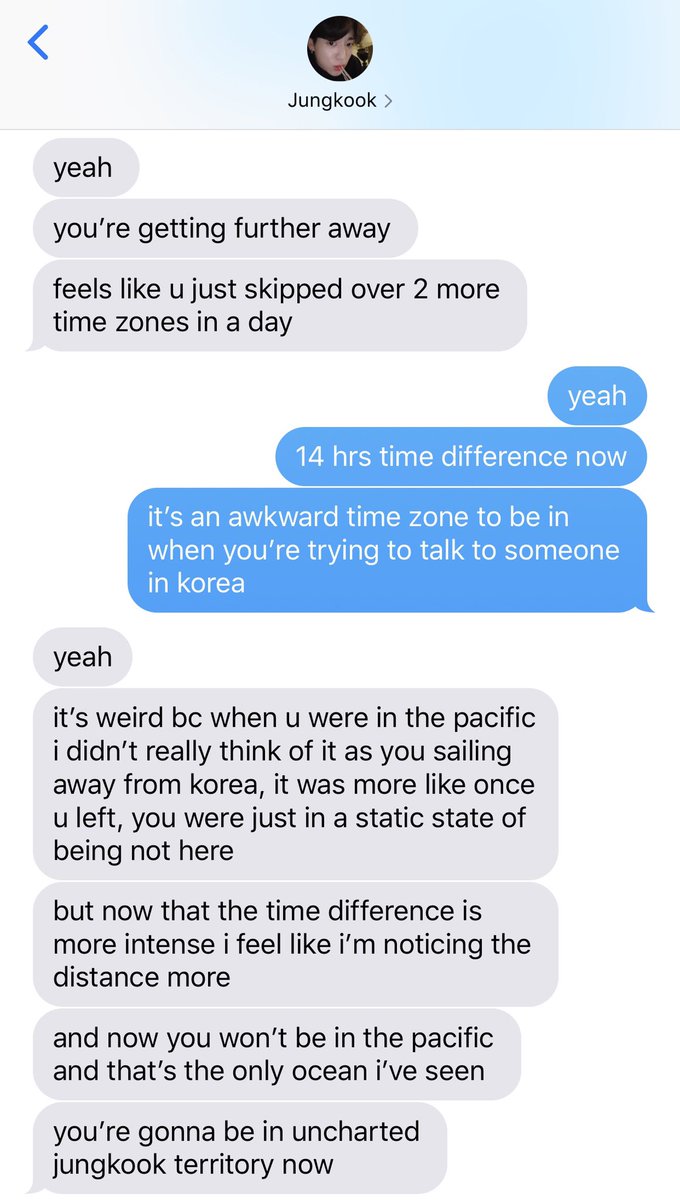 Jungkook
yeah
you’re getting further away
feels like u just skipped over 2 more
time zones in a day
yeah
14 hrs time difference now
it’s an awkward time zone to be in
when you’re trying to talk to someone
in korea
yeah
it’s weird bc when u were in the pacific
i didn’t really think of it as you sailing
away from korea, it was more like once
u left, you were just in a static state of
being not here
but now that the time difference is
more intense i feel like i’m noticing the
distance more
and now you won’t be in the pacific
and that’s the only ocean i’ve seen
you’re gonna be in uncharted
jungkook territory now